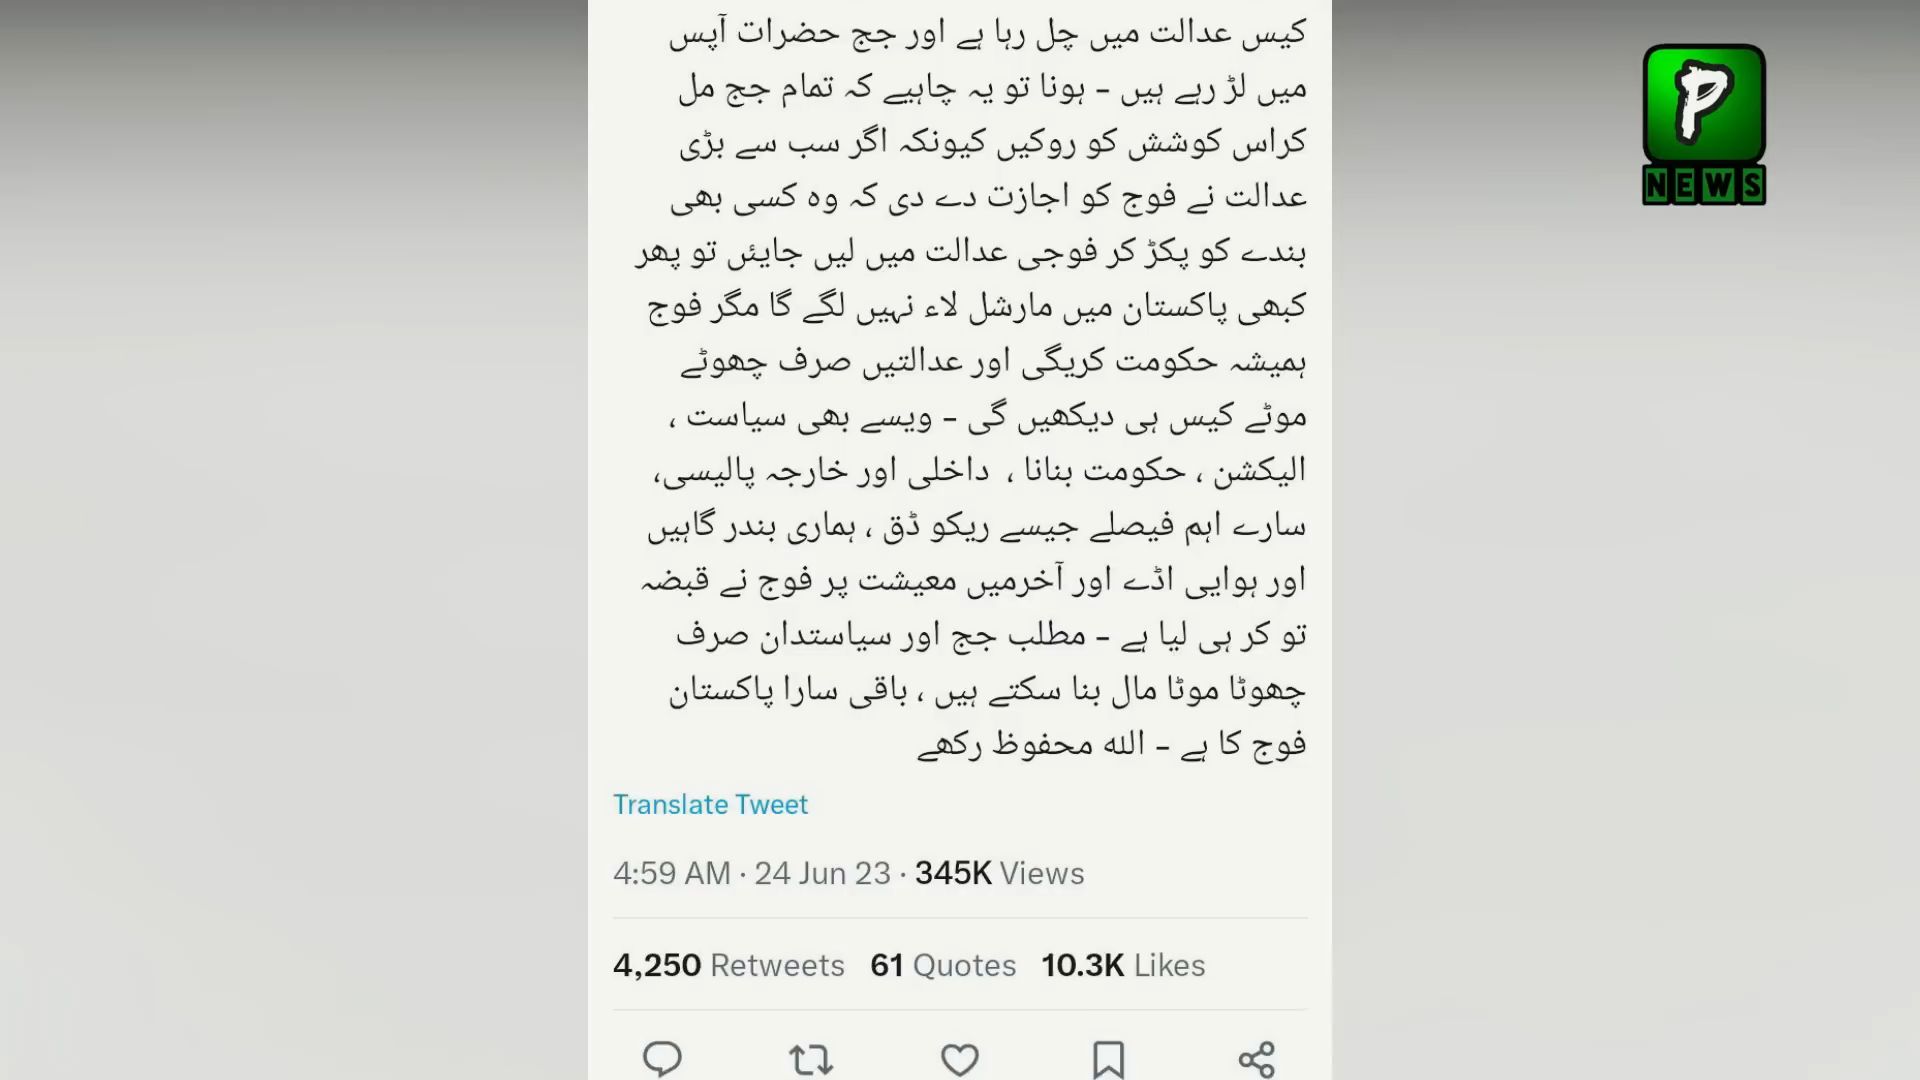 کیس عدالت میں چل رہا ہے اور جج حضرات آپس
میں لڑ رہے ہیں - ہونا تو یہ چاہیے کہ تمام جج مل
کراس کوشش کو روکیں کیونکہ اگر سب سے بڑی
عدالت نے فوج کو اجازت دے دی کہ وہ کسی بھی
بندے کو پکڑ کر فوجی عدالت میں لیں جایئں تو پھر
کبھی پاکستان میں مارشل لاء نہیں لگے گا مگر فوج
ہمیشہ حکومت کریگی اور عدالتیں صرف چھوٹے
موٹے کیس ہی دیکھیں گی - ویسے بھی سیاست ،
الیکشن ، حکومت بنانا ، داخلی اور خارجہ پالیسی،
سارے اہم فیصلے جیسے ریکو ڈق ، ہماری بندر گاہیں
اور ہوایی اڈے اور آخرمیں معیشت پر فوج نے قبضہ
تو کر ہی لیا ہے - مطلب جج اور سیاستدان صرف
چھوٹا موٹا مال بنا سکتے ہیں ، باقی سارا پاکستان
فوج کا ہے - الله محفوظ رکھے
Translate Tweet
4:59 AM · 24 Jun 23 · 345K Views
4,250 Retweets 61 Quotes 10.3K Likes
P
NEWS